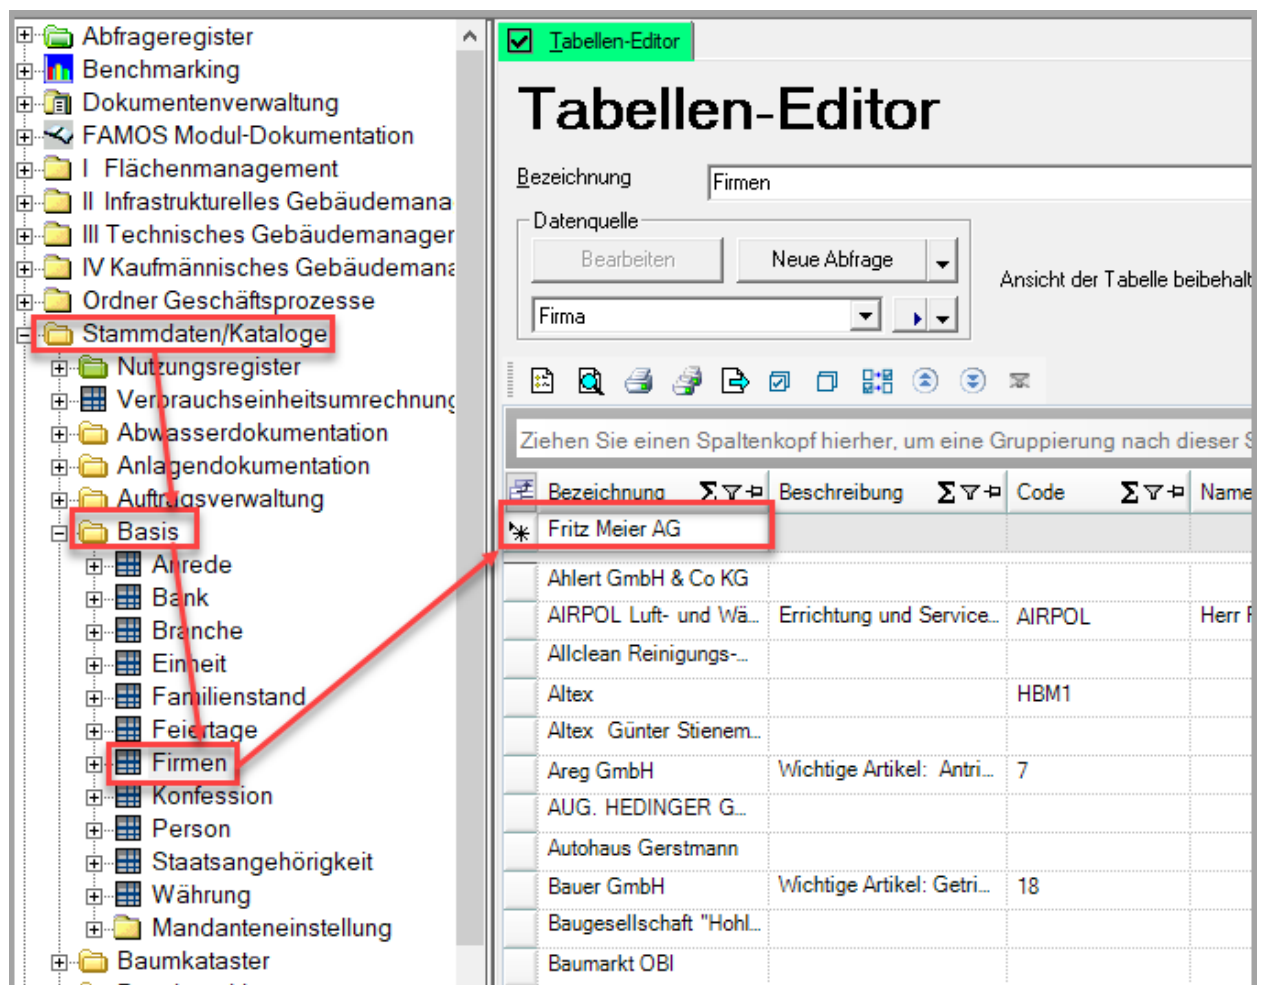 Abfrageregister
Benchmarking
Dokumentenverwaltung
FAMOS Modul-Dokumentation
I Flächenmanagement
II Infrastrukturelles Gebäudemana
III Technisches Gebäudemanager
IV Kaufmännisches Gebäudemana
Ordner Geschäftsprozesse
Stammdaten/Kataloge
Nutzungsregister
Verbrauchseinheitsumrechnung
Abwasserdokumentation
Anlagendokumentation
Auftragsverwaltung
Basis
Anrede
Bank
Branche
Einheit
Familienstand
Feiertage
Firmen
Konfession
Person
Staatsangehörigkeit
Währung
Mandanteneinstellung
Baumkataster
Tabellen-Editor
Tabellen-Editor
Bezeichnung Firmen
Datenquelle
Bearbeiten Neue Abfrage
Ansicht der Tabelle beibehalt
Firma
Ziehen Sie einen Spaltenkopf hierher, um eine Gruppierung nach dieser S
Bezeichnung Σ Beschreibung Σ Code Σ Name
Fritz Meier AG
Ahlert GmbH & Co KG
AIRPOL Luft- und Wä... Errichtung und Service... AIRPOL Herr F
Allclean Reinigungs-...
Altex HBM1
Altex Günter Stienem...
Areg GmbH Wichtige Artikel: Antri... 7
AUG. HEDINGER G...
Autohaus Gerstmann
Bauer GmbH Wichtige Artikel: Getri... 18
Baugesellschaft "Hohl...
Baumarkt OBI